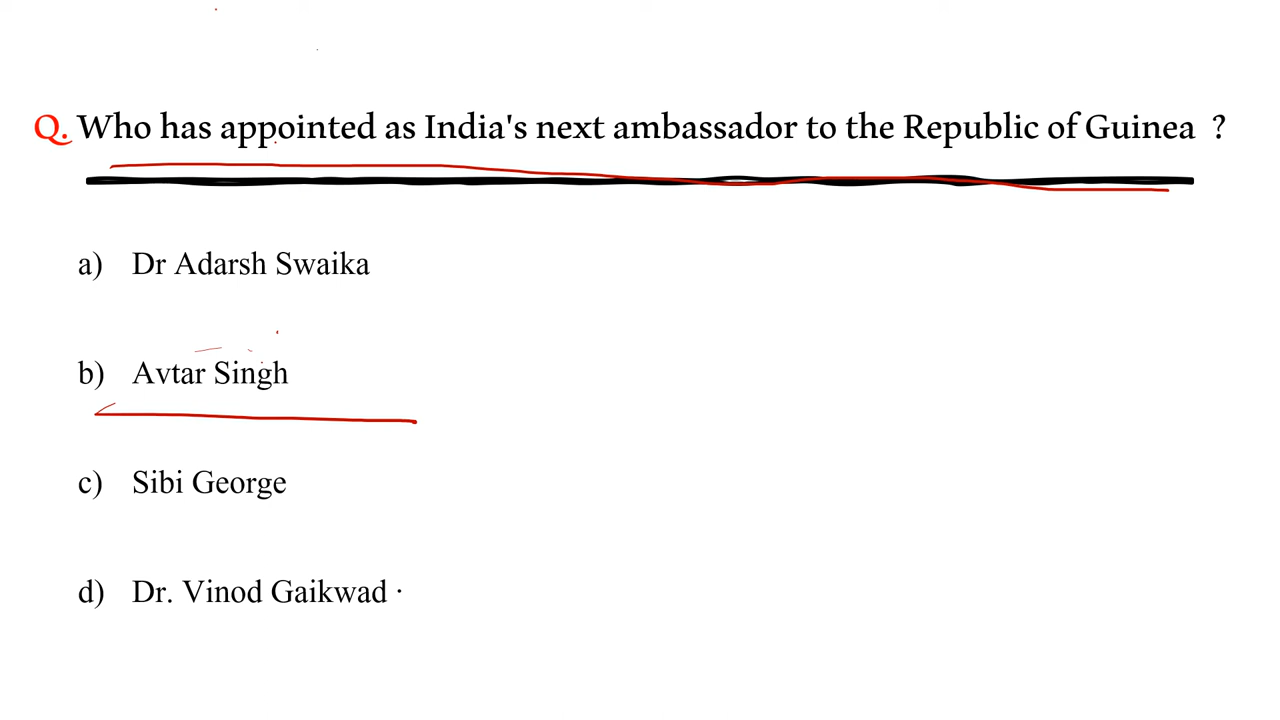 Q. Who has appointed as India's next ambassador to the Republic of Guinea ?
a) Dr Adarsh Swaika
b) Avtar Singh
c) Sibi George
d) Dr. Vinod Gaikwad ·